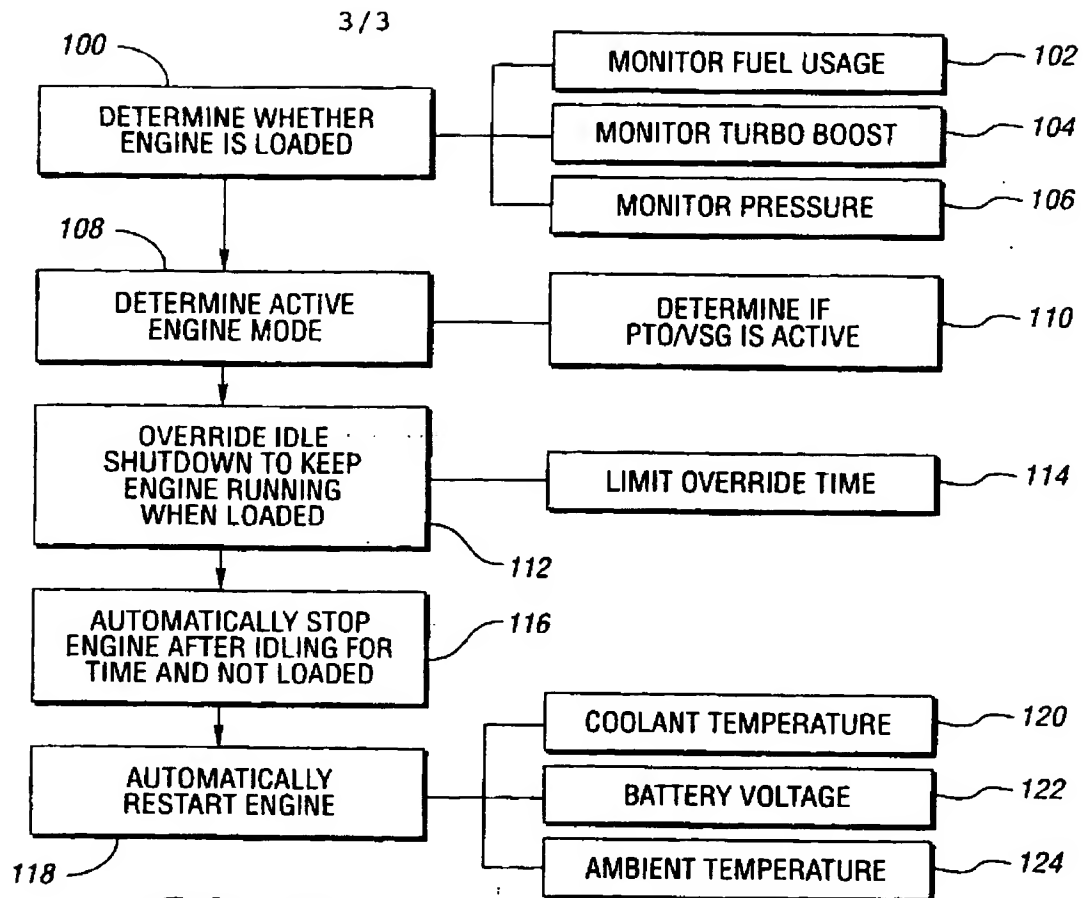 3/3
100
DETERMINE WHETHER
ENGINE IS LOADED
MONITOR FUEL USAGE
102
MONITOR TURBO BOOST
104
MONITOR PRESSURE
106
108
DETERMINE ACTIVE
ENGINE MODE
DETERMINE IF
PTO/VSG IS ACTIVE
110
OVERRIDE IDLE
SHUTDOWN TO KEEP
ENGINE RUNNING
WHEN LOADED
112
LIMIT OVERRIDE TIME
114
AUTOMATICALLY STOP
ENGINE AFTER IDLING FOR
TIME AND NOT LOADED
116
AUTOMATICALLY
RESTART ENGINE
118
COOLANT TEMPERATURE
120
BATTERY VOLTAGE
122
AMBIENT TEMPERATURE
124